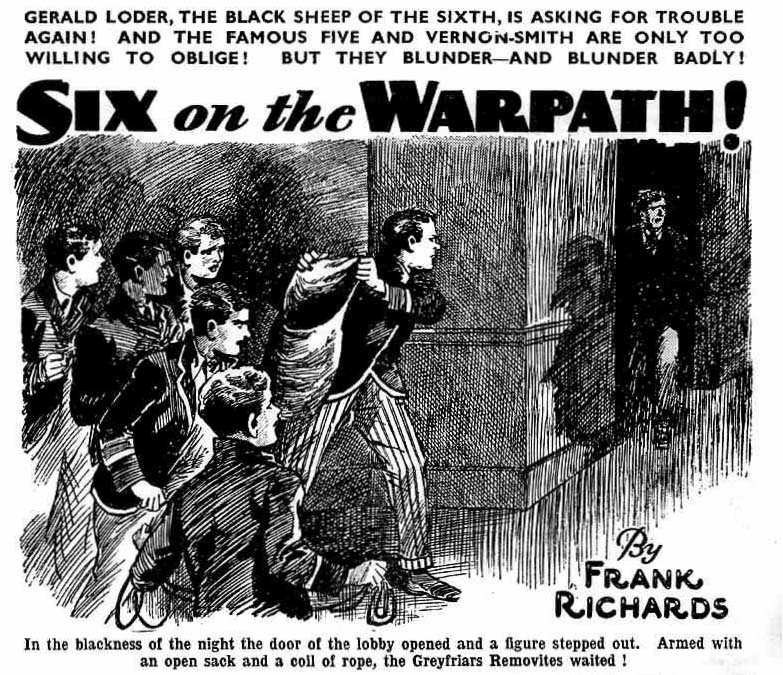 GERALD LODER, THE BLACK SHEEP OF THE SIXTH, IS ASKING FOR TROUBLE
AGAIN! AND THE FAMOUS FIVE AND VERNON-SMITH ARE ONLY TOO
WILLING TO OBLIGE! BUT THEY BLUNDER—AND BLUNDER BADLY!
SIX on the WARPATH!
By
FRANK
RICHARDS
In the blackness of the night the door of the lobby opened and a figure stepped out. Armed with
an open sack and a coil of rope, the Greyfriars Removites waited!